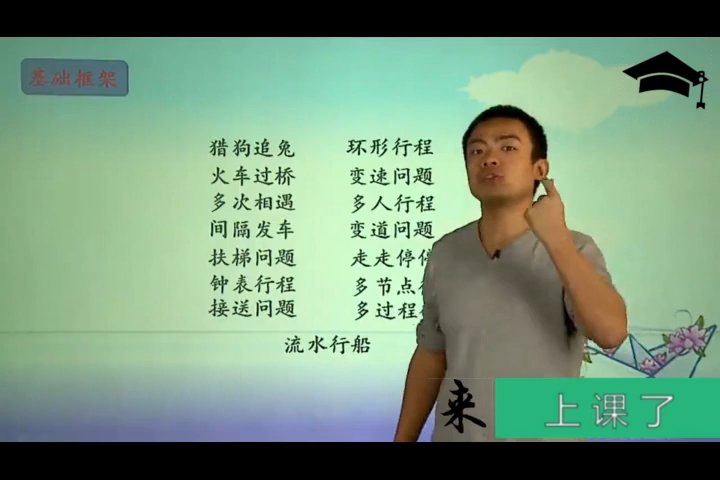 基础框架
猎狗追兔 环形行程
火车过桥 变速问题
多次相遇 多人行程
间隔发车 变道问题
扶梯问题 走走停
钟表行程 多节点
接送问题 多过程
流水行船
来 上课了